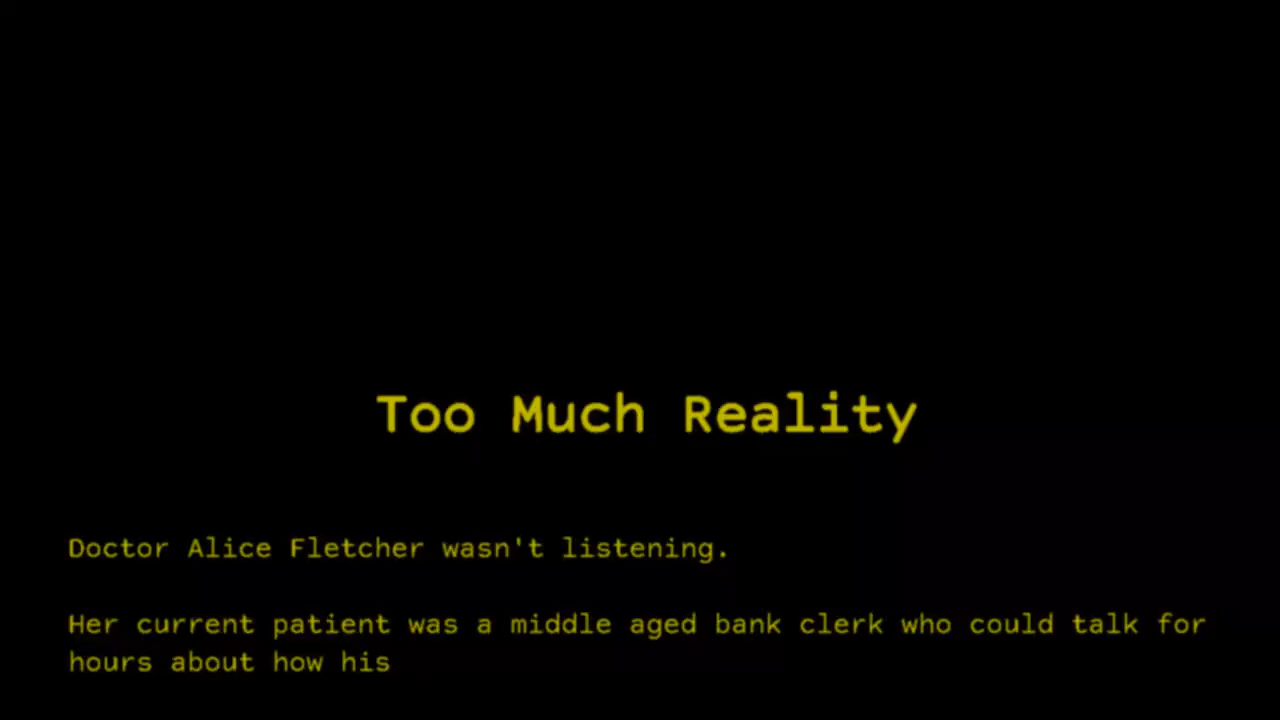 Too Much Reality
Doctor Alice Fletcher wasn't listening.
Her current patient was a middle aged bank clerk who could talk for
hours about how his